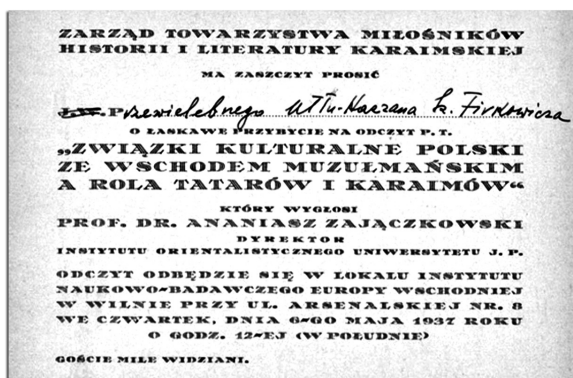 ZARZĄD TOWARZYSTWA MIŁOŚNIKÓW
HISTORII I LITERATURY KARAIMSKIEJ
MA ZASZCZYT PROSIĆ
Przewielebnego Ułłu-Hazzana Sz. Firkowicza
O ŁASKAWE PRZYBYCIE NA ODCZYT P. T.
„ZWIĄZKI KULTURALNE POLSKI
ZE WSCHODEM MUZUŁMAŃSKIM
A ROLA TATARÓW I KARAIMÓW“
KTÓRY WYGŁOSI
PROF. DR. ANANIASZ ZAJĄCZKOWSKI
DYREKTOR
INSTYTUTU ORIENTALISTYCZNEGO UNIWERSYTETU J. P.
ODCZYT ODBĘDZIE SIĘ W LOKALU INSTYTUTU
NAUKOWO-BADAWCZEGO EUROPY WSCHODNIEJ
W WILNIE PRZY UL. ARSENALSKIEJ NR. 8
WE CZWARTEK, DNIA 6-GO MAJA 1937 ROKU
O GODZ. 12-EJ (W POŁUDNIE)
GOŚCIE MILE WIDZIANI.